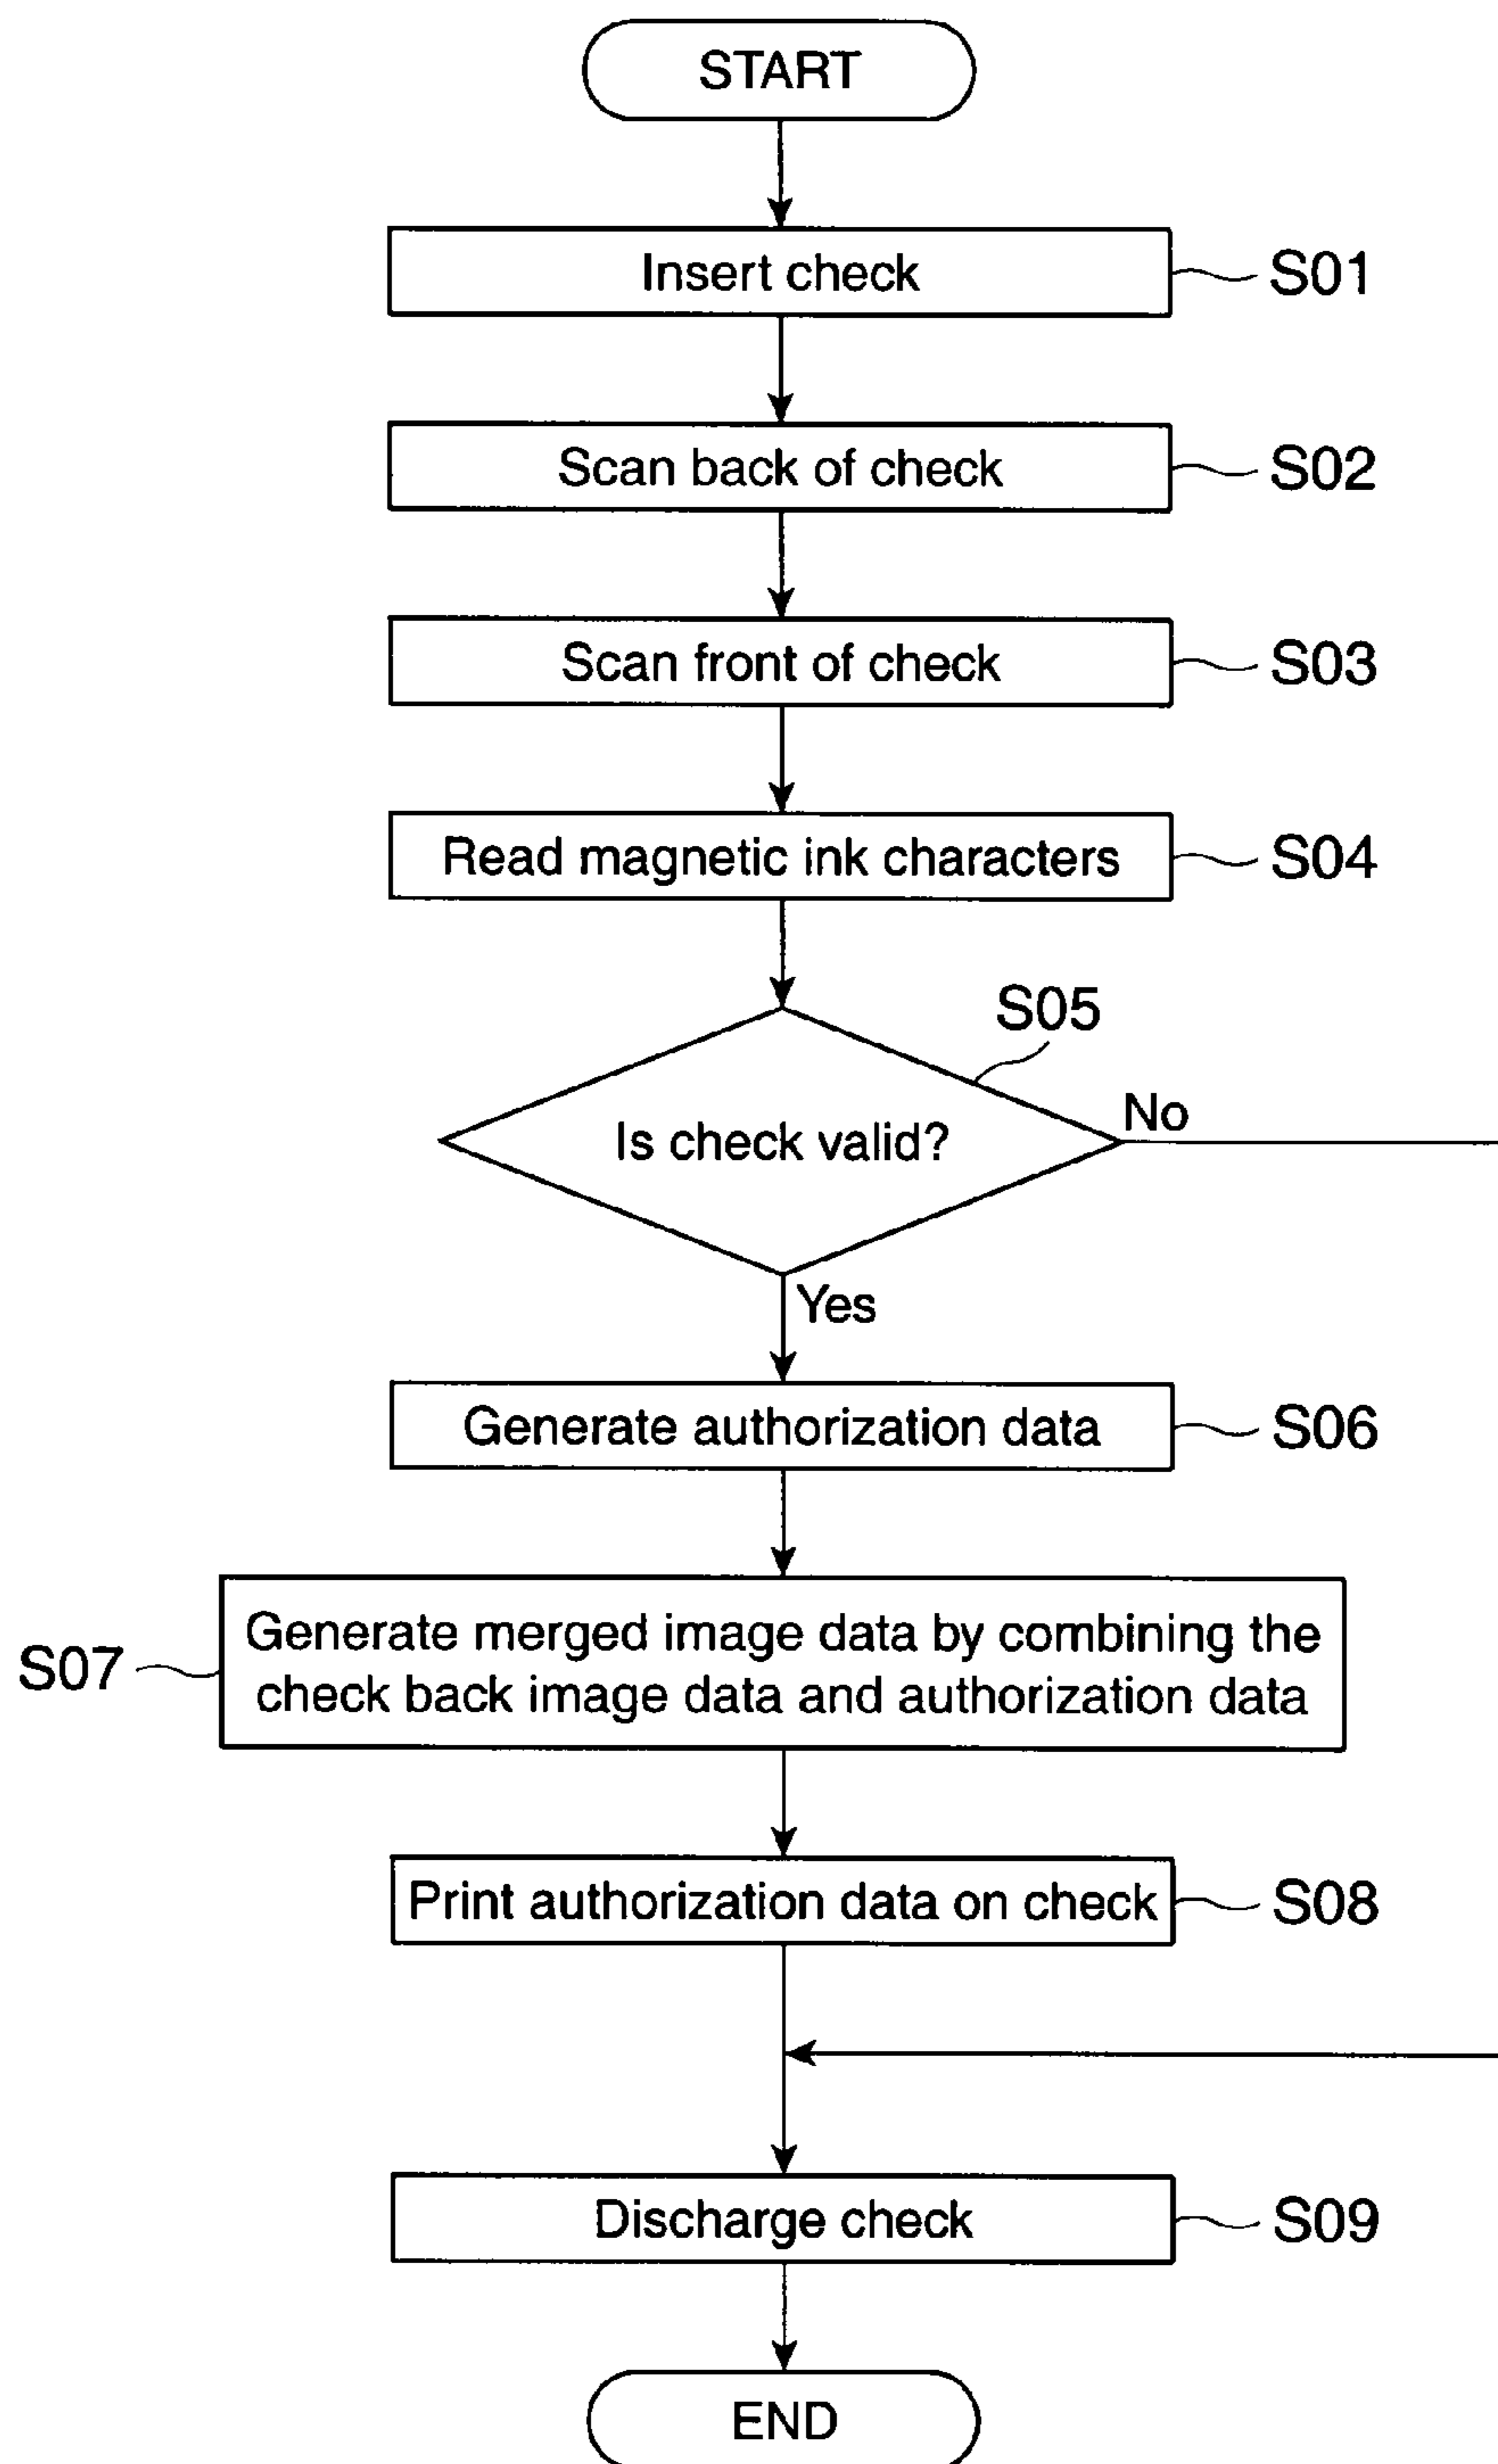 START
Insert check
S01
Scan back of check
S02
Scan front of check
S03
Read magnetic ink characters
S04
S05
Is check valid?
No
Yes
Generate authorization data
S06
S07
Generate merged image data by combining the
check back image data and authorization data
Print authorization data on check
S08
Discharge check
S09
END